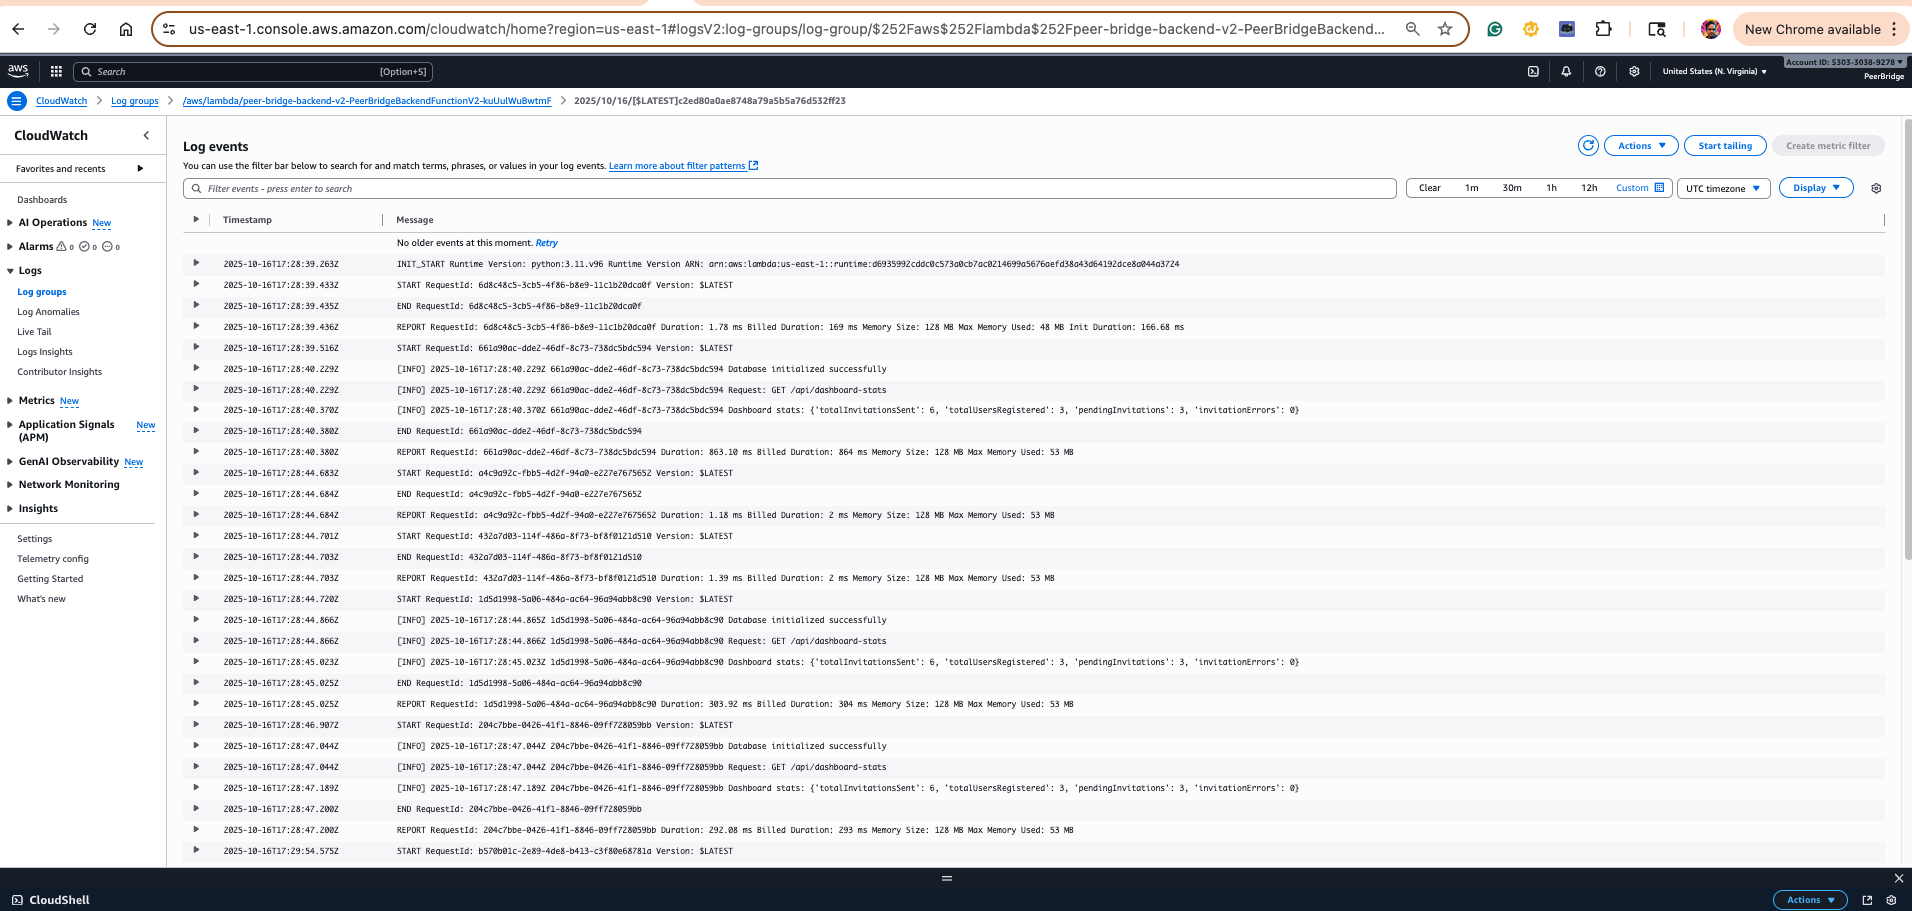 us-east-1.console.aws.amazon.com/cloudwatch/home?region=us-east-1#logsV2:log-groups/log-group/$252Faws$252Flambda$252Fpeer-bridge-backend-v2-PeerBridgeBackend...
New Chrome available
aws
Search
[Option+S]
United States (N. Virginia)
Account ID: 5303-3038-9278
PeerBridge
CloudWatch
Log groups
/aws/lambda/peer-bridge-backend-v2-PeerBridgeBackendFunctionV2-kuUulWuBwtmF
2025/10/16/[$LATEST]c2ed80a0ae8748a79a5b5a76d532ff23
CloudWatch
Favorites and recents
Dashboards
AI Operations New
Alarms 0 0 0
Logs
Log groups
Log Anomalies
Live Tail
Logs Insights
Contributor Insights
Metrics New
Application Signals (APM) New
GenAI Observability New
Network Monitoring
Insights
Settings
Telemetry config
Getting Started
What's new
Log events
You can use the filter bar below to search for and match terms, phrases, or values in your log events. Learn more about filter patterns
Actions
Start tailing
Create metric filter
Filter events - press enter to search
Clear 1m 30m 1h 12h Custom
UTC timezone
Display
Timestamp Message
No older events at this moment. Retry
2025-10-16T17:28:39.263Z INIT_START Runtime Version: python:3.11.v96 Runtime Version ARN: arn:aws:lambda:us-east-1::runtime:d6935992cddc0c573a0cb7ac0214699a5676aefd38a43d64192dce8a044a3724
2025-10-16T17:28:39.433Z START RequestId: 6d8c48c5-3cb5-4f86-b8e9-11c1b20dca0f Version: $LATEST
2025-10-16T17:28:39.435Z END RequestId: 6d8c48c5-3cb5-4f86-b8e9-11c1b20dca0f
2025-10-16T17:28:39.436Z REPORT RequestId: 6d8c48c5-3cb5-4f86-b8e9-11c1b20dca0f Duration: 1.78 ms Billed Duration: 169 ms Memory Size: 128 MB Max Memory Used: 48 MB Init Duration: 166.68 ms
2025-10-16T17:28:39.516Z START RequestId: 661a90ac-dde2-46df-8c73-738dc5bdc594 Version: $LATEST
2025-10-16T17:28:40.229Z [INFO] 2025-10-16T17:28:40.229Z 661a90ac-dde2-46df-8c73-738dc5bdc594 Database initialized successfully
2025-10-16T17:28:40.229Z [INFO] 2025-10-16T17:28:40.229Z 661a90ac-dde2-46df-8c73-738dc5bdc594 Request: GET /api/dashboard-stats
2025-10-16T17:28:40.370Z [INFO] 2025-10-16T17:28:40.370Z 661a90ac-dde2-46df-8c73-738dc5bdc594 Dashboard stats: {'totalInvitationsSent': 6, 'totalUsersRegistered': 3, 'pendingInvitations': 3, 'invitationErrors': 0}
2025-10-16T17:28:40.380Z END RequestId: 661a90ac-dde2-46df-8c73-738dc5bdc594
2025-10-16T17:28:40.380Z REPORT RequestId: 661a90ac-dde2-46df-8c73-738dc5bdc594 Duration: 863.10 ms Billed Duration: 864 ms Memory Size: 128 MB Max Memory Used: 53 MB
2025-10-16T17:28:44.683Z START RequestId: a4c9a92c-fbb5-4d2f-94a0-e227e7675652 Version: $LATEST
2025-10-16T17:28:44.684Z END RequestId: a4c9a92c-fbb5-4d2f-94a0-e227e7675652
2025-10-16T17:28:44.684Z REPORT RequestId: a4c9a92c-fbb5-4d2f-94a0-e227e7675652 Duration: 1.18 ms Billed Duration: 2 ms Memory Size: 128 MB Max Memory Used: 53 MB
2025-10-16T17:28:44.701Z START RequestId: 432a7d03-114f-486a-8f73-bf8f0121d510 Version: $LATEST
2025-10-16T17:28:44.703Z END RequestId: 432a7d03-114f-486a-8f73-bf8f0121d510
2025-10-16T17:28:44.703Z REPORT RequestId: 432a7d03-114f-486a-8f73-bf8f0121d510 Duration: 1.39 ms Billed Duration: 2 ms Memory Size: 128 MB Max Memory Used: 53 MB
2025-10-16T17:28:44.720Z START RequestId: 1d5d1998-5a06-484a-ac64-96a94abb8c90 Version: $LATEST
2025-10-16T17:28:44.866Z [INFO] 2025-10-16T17:28:44.865Z 1d5d1998-5a06-484a-ac64-96a94abb8c90 Database initialized successfully
2025-10-16T17:28:44.866Z [INFO] 2025-10-16T17:28:44.866Z 1d5d1998-5a06-484a-ac64-96a94abb8c90 Request: GET /api/dashboard-stats
2025-10-16T17:28:45.023Z [INFO] 2025-10-16T17:28:45.023Z 1d5d1998-5a06-484a-ac64-96a94abb8c90 Dashboard stats: {'totalInvitationsSent': 6, 'totalUsersRegistered': 3, 'pendingInvitations': 3, 'invitationErrors': 0}
2025-10-16T17:28:45.025Z END RequestId: 1d5d1998-5a06-484a-ac64-96a94abb8c90
2025-10-16T17:28:45.025Z REPORT RequestId: 1d5d1998-5a06-484a-ac64-96a94abb8c90 Duration: 303.92 ms Billed Duration: 304 ms Memory Size: 128 MB Max Memory Used: 53 MB
2025-10-16T17:28:46.907Z START RequestId: 204c7bbe-0426-41f1-8846-09ff728059bb Version: $LATEST
2025-10-16T17:28:47.044Z [INFO] 2025-10-16T17:28:47.044Z 204c7bbe-0426-41f1-8846-09ff728059bb Database initialized successfully
2025-10-16T17:28:47.044Z [INFO] 2025-10-16T17:28:47.044Z 204c7bbe-0426-41f1-8846-09ff728059bb Request: GET /api/dashboard-stats
2025-10-16T17:28:47.189Z [INFO] 2025-10-16T17:28:47.189Z 204c7bbe-0426-41f1-8846-09ff728059bb Dashboard stats: {'totalInvitationsSent': 6, 'totalUsersRegistered': 3, 'pendingInvitations': 3, 'invitationErrors': 0}
2025-10-16T17:28:47.200Z END RequestId: 204c7bbe-0426-41f1-8846-09ff728059bb
2025-10-16T17:28:47.200Z REPORT RequestId: 204c7bbe-0426-41f1-8846-09ff728059bb Duration: 292.08 ms Billed Duration: 293 ms Memory Size: 128 MB Max Memory Used: 53 MB
2025-10-16T17:29:54.575Z START RequestId: b570b01c-2e89-4de8-b413-c3f80e68781a Version: $LATEST
CloudShell
Actions